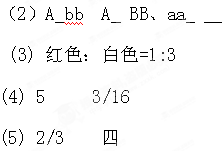 (2) A_bb A_ BB、aa_ __
(3) 红色：白色=1:3
(4) 5 3/16
(5) 2/3 四